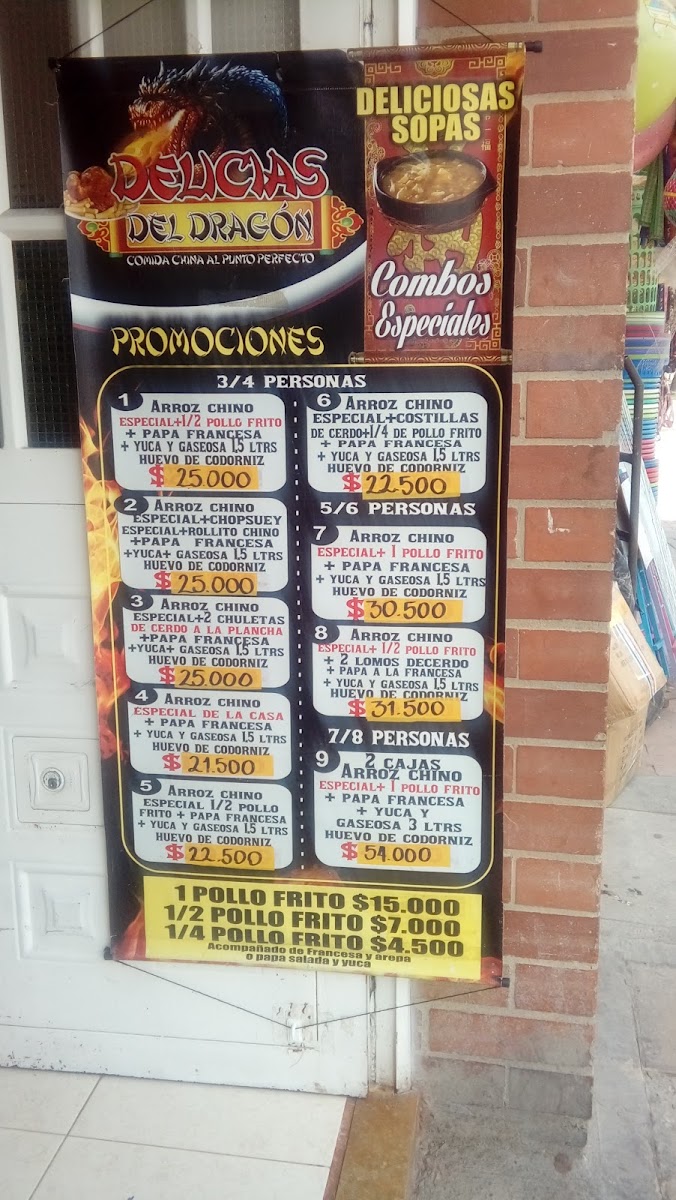 DELICIAS
DEL DRAGÓN
COMIDA CHINA AL PUNTO PERFECTO
DELICIOSAS
SOPAS
Combos
Especiales
PROMOCIONES
3/4 PERSONAS
1 ARROZ CHINO
ESPECIAL+1/2 POLLO FRITO
+ PAPA FRANCESA
+ YUCA Y GASEOSA 1,5 LTRS
HUEVO DE CODORNIZ
$ 25.000
2 ARROZ CHINO
ESPECIAL+CHOPSUEY
ESPECIAL+ROLLITO CHINO
+PAPA FRANCESA
+YUCA+ GASEOSA 1,5 LTRS
HUEVO DE CODORNIZ
$ 25.000
3 ARROZ CHINO
ESPECIAL+2 CHULETAS
DE CERDO A LA PLANCHA
+PAPA FRANCESA
+YUCA+ GASEOSA 1,5 LTRS
HUEVO DE CODORNIZ
$ 25.000
4 ARROZ CHINO
ESPECIAL DE LA CASA
+ PAPA FRANCESA
+ YUCA Y GASEOSA 1,5 LTRS
HUEVO DE CODORNIZ
$ 21.500
5 ARROZ CHINO
ESPECIAL 1/2 POLLO
FRITO + PAPA FRANCESA
+ YUCA Y GASEOSA 1,5 LTRS
HUEVO DE CODORNIZ
$ 22.500
6 ARROZ CHINO
ESPECIAL+COSTILLAS
DE CERDO+1/4 DE POLLO FRITO
+ PAPA FRANCESA
+ YUCA Y GASEOSA 1,5 LTRS
HUEVO DE CODORNIZ
$ 22.500
5/6 PERSONAS
7 ARROZ CHINO
ESPECIAL+ 1 POLLO FRITO
+ PAPA FRANCESA
+ YUCA Y GASEOSA 1,5 LTRS
HUEVO DE CODORNIZ
$ 30.500
8 ARROZ CHINO
ESPECIAL+ 1/2 POLLO FRITO
+ 2 LOMOS DECERDO
+ PAPA A LA FRANCESA
+ YUCA Y GASEOSA 1,5 LTRS
HUEVO DE CODORNIZ
$ 31.500
7/8 PERSONAS
9 2 CAJAS
ARROZ CHINO
ESPECIAL+ 1 POLLO FRITO
+ PAPA FRANCESA
+ YUCA Y
GASEOSA 3 LTRS
HUEVO DE CODORNIZ
$ 54.000
1 POLLO FRITO $15.000
1/2 POLLO FRITO $7.000
1/4 POLLO FRITO $4.500
Acompañado de Francesa y arepa
o papa salada y yuca